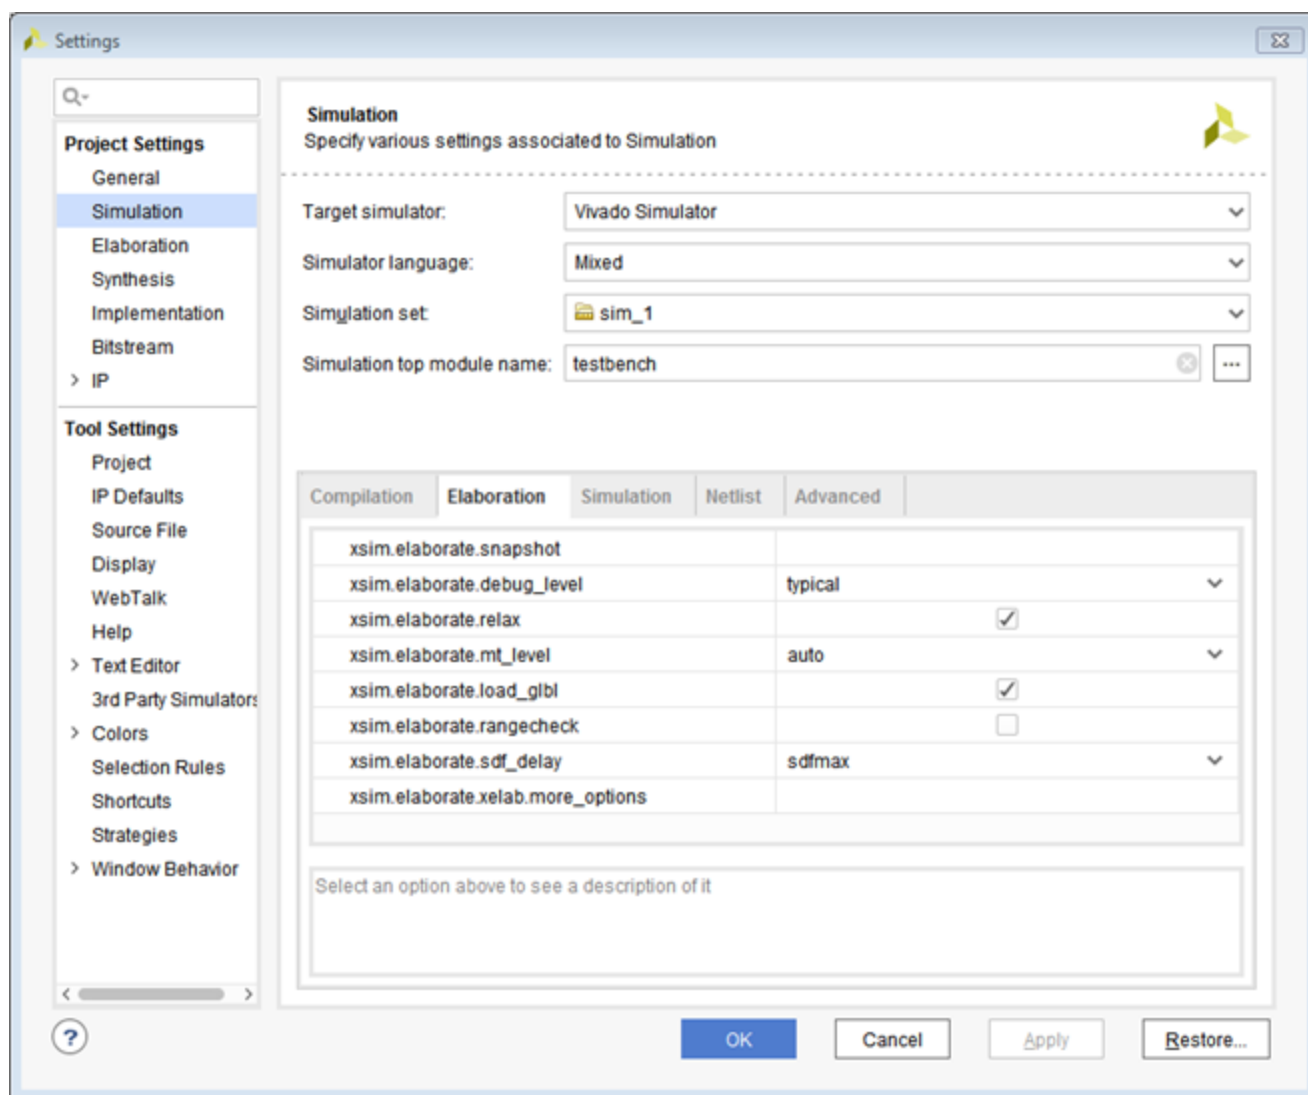 Settings
Project Settings
General
Simulation
Elaboration
Synthesis
Implementation
Bitstream
> IP
Tool Settings
Project
IP Defaults
Source File
Display
WebTalk
Help
> Text Editor
3rd Party Simulators
> Colors
Selection Rules
Shortcuts
Strategies
> Window Behavior
Simulation
Specify various settings associated to Simulation
Target simulator: Vivado Simulator
Simulator language: Mixed
Simulation set: sim_1
Simulation top module name: testbench ...
Compilation Elaboration Simulation Netlist Advanced
xsim.elaborate.snapshot
xsim.elaborate.debug_level typical
xsim.elaborate.relax
xsim.elaborate.mt_level auto
xsim.elaborate.load_glbl
xsim.elaborate.rangecheck
xsim.elaborate.sdf_delay sdfmax
xsim.elaborate.xelab.more_options
Select an option above to see a description of it
? OK Cancel Apply Restore...